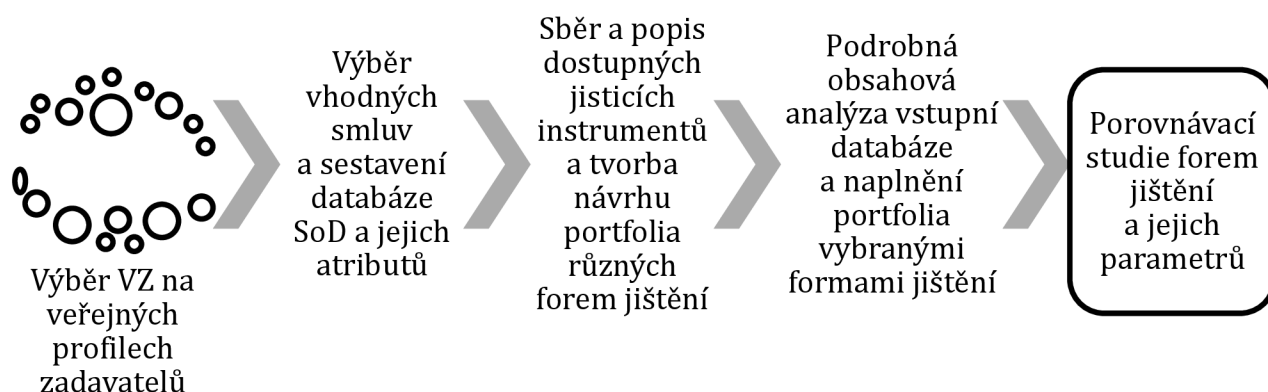 Výběr VZ na
veřejných
profilech
zadavatelů
Výběr
vhodných
smluv
a sestavení
databáze
SoD a jejich
atributů
Sběr a popis
dostupných
jisticích
instrumentů
a tvorba
návrhu
portfolia
různých
forem jištění
Podrobná
obsahová
analýza vstupní
databáze
a naplnění
portfolia
vybranými
formami jištění
Porovnávací
studie forem
jištění
a jejich
parametrů